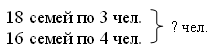 18 семей по 3 чел.
16 семей по 4 чел.
? чел.